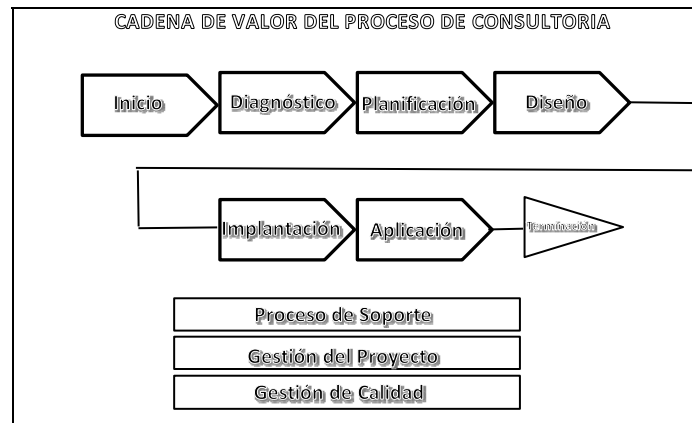 CADENA DE VALOR DEL PROCESO DE CONSULTORIA
Inicio
Diagnóstico
Planificación
Diseño
Implantación
Aplicación
Terminación
Proceso de Soporte
Gestión del Proyecto
Gestión de Calidad